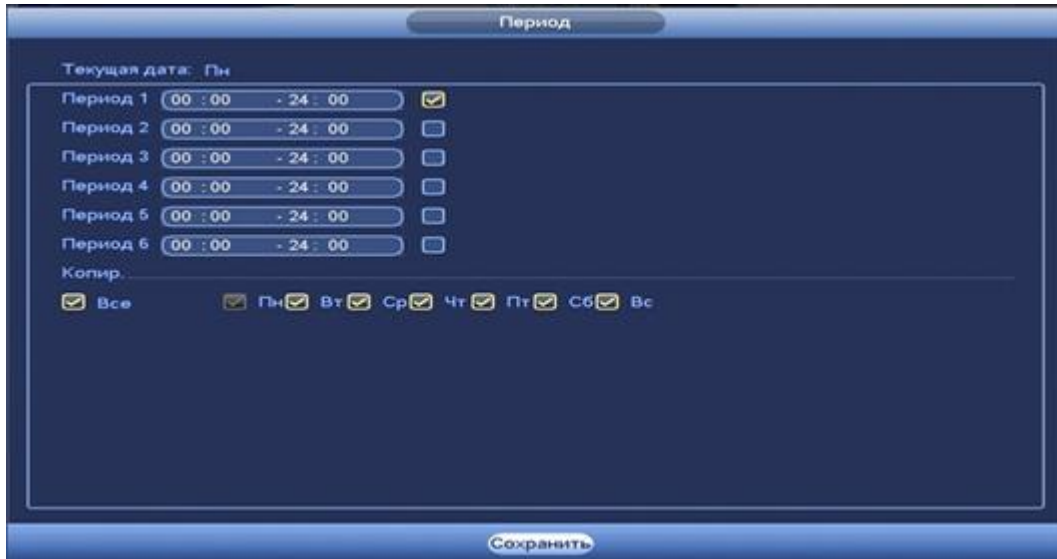 Период
Текущая дата: Пн
Период 1 00 :00 - 24 : 00
Период 2 00 :00 - 24 : 00
Период 3 00 :00 - 24 : 00
Период 4 00 :00 - 24 : 00
Период 5 00 :00 - 24 : 00
Период 6 00 :00 - 24 : 00
Копир.
Все Пн Вт Ср Чт Пт Сб Вс
Сохранить